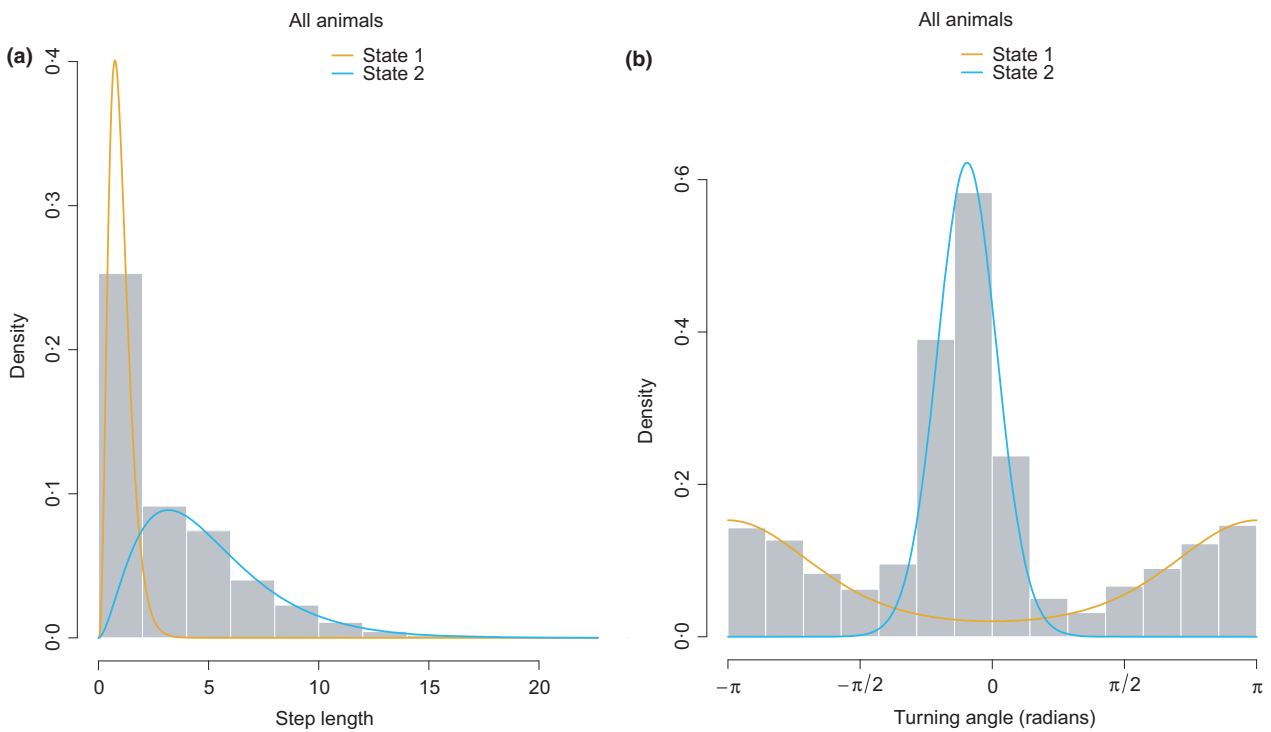 All animals
(a)
State 1
State 2
0·4
0·3
0·2
0·1
0·0
Density
0 5 10 15 20
Step length
All animals
(b)
State 1
State 2
0·6
0·4
0·2
0·0
Density
−π −π/2 0 π/2 π
Turning angle (radians)